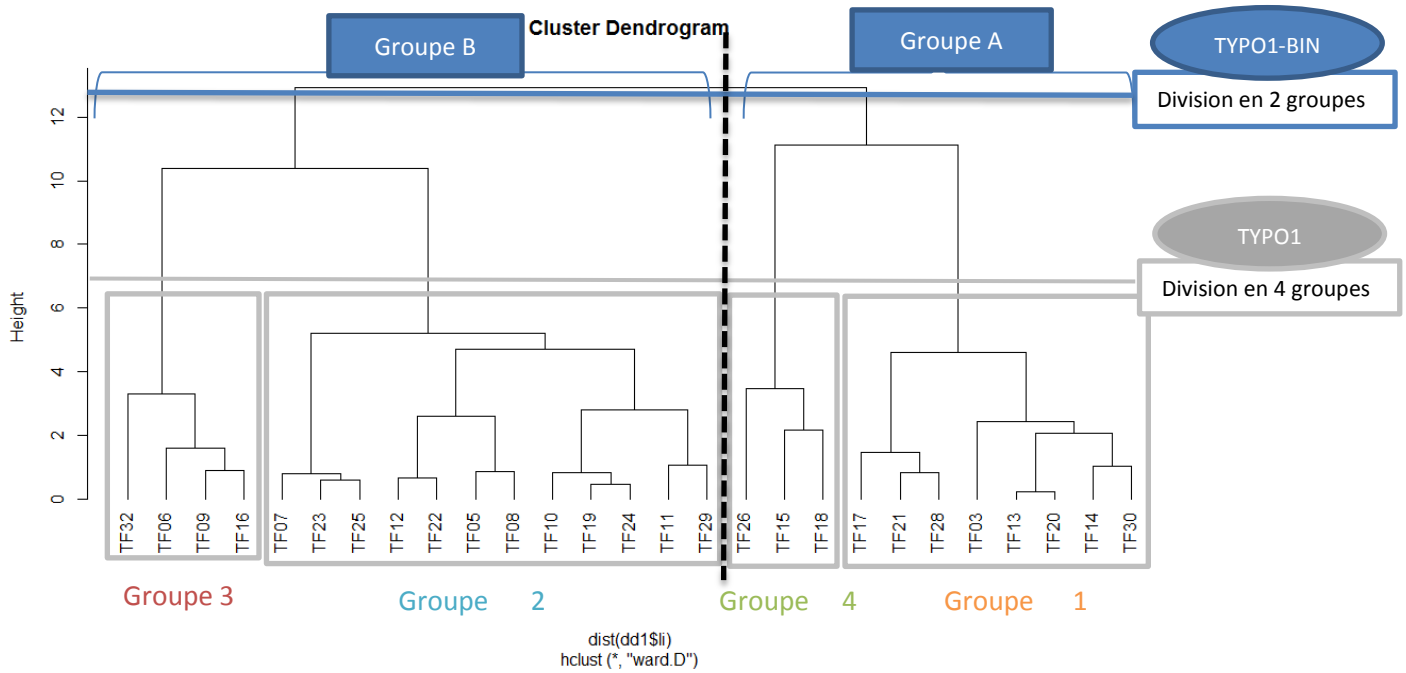 Cluster Dendrogram
Groupe B
Groupe A
TYPO1-BIN
Division en 2 groupes
TYPO1
Division en 4 groupes
Height
12
10
8
6
4
2
0
TF32
TF06
TF09
TF16
TF07
TF23
TF25
TF12
TF22
TF05
TF08
TF10
TF19
TF24
TF11
TF29
TF26
TF15
TF18
TF17
TF21
TF28
TF03
TF13
TF20
TF14
TF30
Groupe 3
Groupe 2
Groupe 4
Groupe 1
dist(dd1$li)
hclust (*, "ward.D")